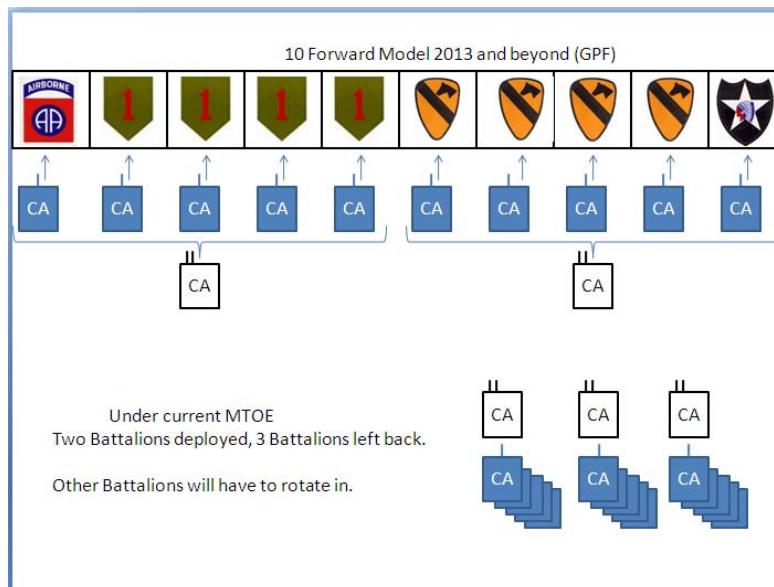 10 Forward Model 2013 and beyond (GPF)
AIRBORNE
AA
1 1 1 1
CA CA CA CA CA CA CA CA CA CA
CA CA
Under current MTOE
Two Battalions deployed, 3 Battalions left back.
Other Battalions will have to rotate in.
CA CA CA
CA CA CA